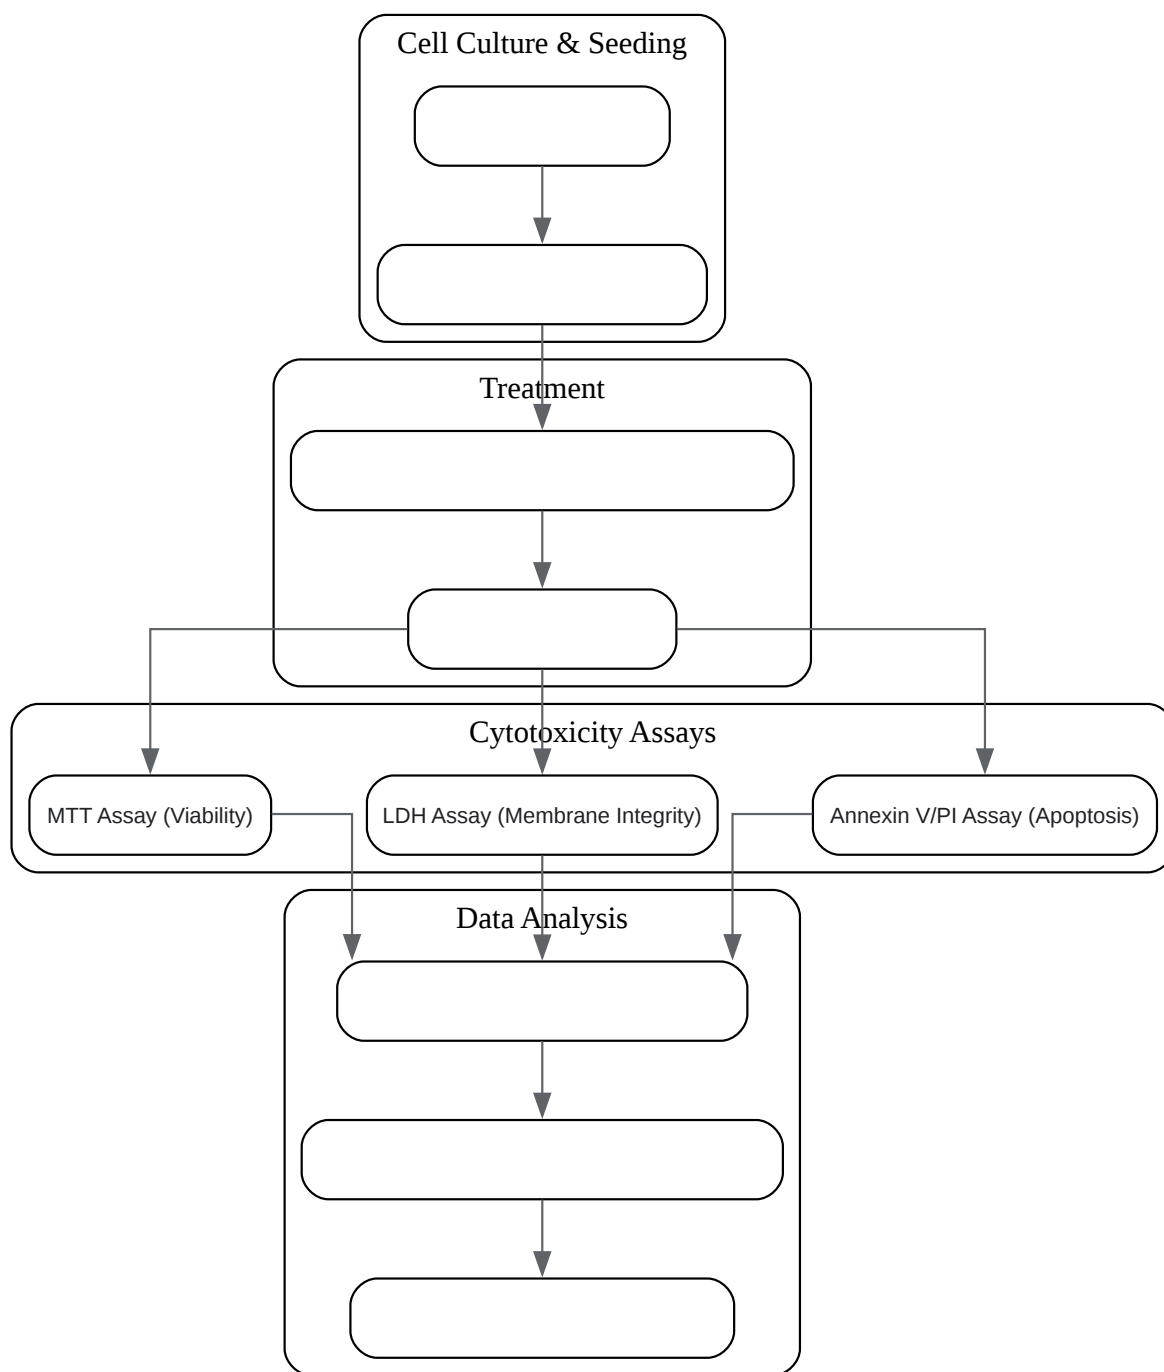 Cell Culture & Seeding
Treatment
Cytotoxicity Assays
MTT Assay (Viability)
LDH Assay (Membrane Integrity)
Annexin V/PI Assay (Apoptosis)
Data Analysis